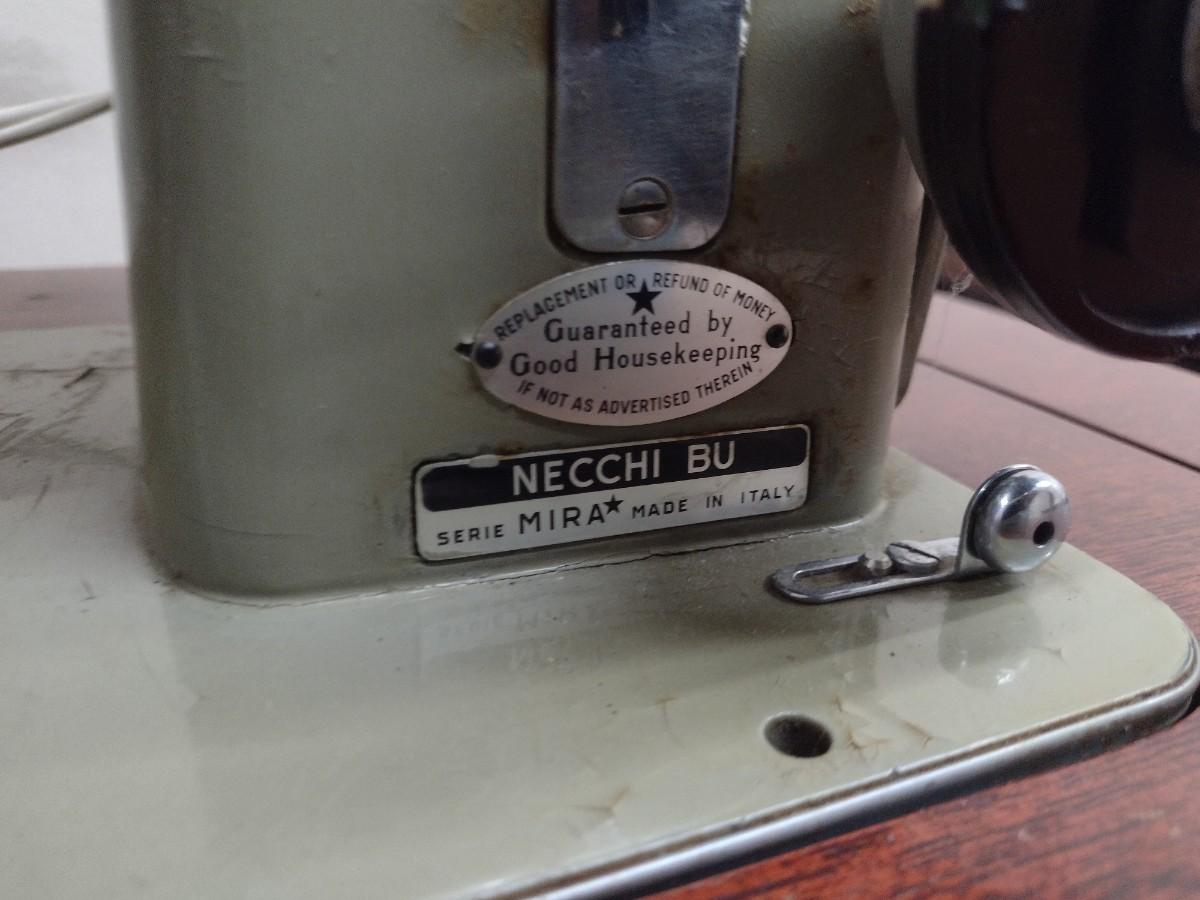 REPLACEMENT OR ★ REFUND OF MONEY
Guaranteed by
Good Housekeeping
IF NOT AS ADVERTISED THEREIN
NECCHI BU
SERIE MIRA★ MADE IN ITALY